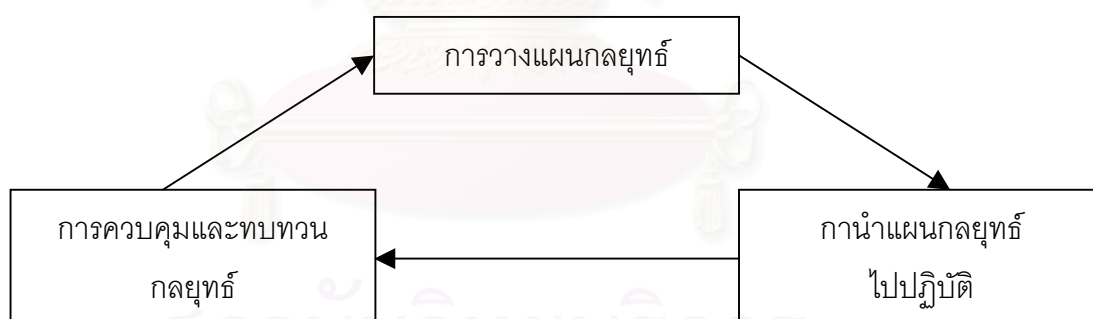 การวางแผนกลยุทธ์
การควบคุมและทบทวน
กลยุทธ์
กานำแผนกลยุทธ์
ไปปฏิบัติ